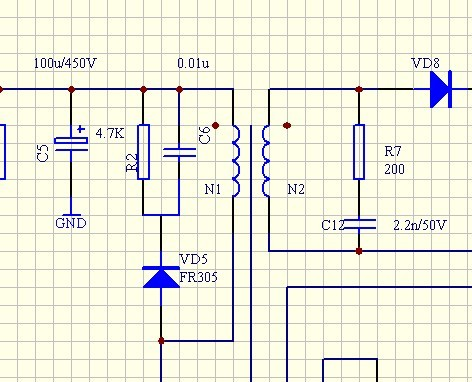 100u/450V
0.01u
VD8
4.7K
C5
R2
C6
R7
200
N1
N2
GND
C12
2.2n/50V
VD5
FR305